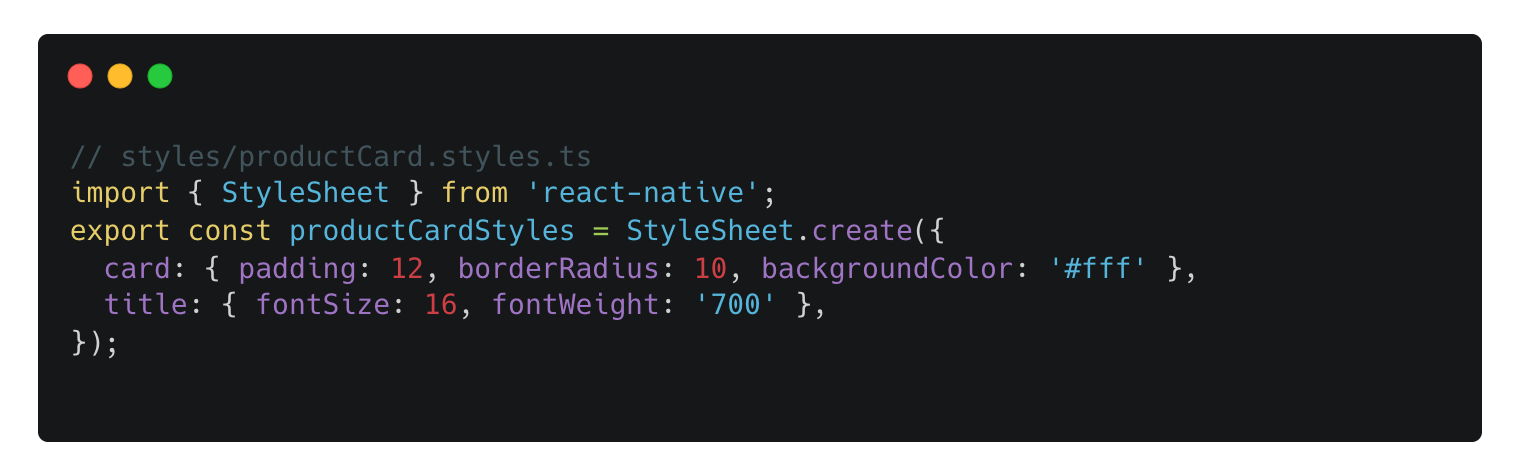 // styles/productCard.styles.ts
import { StyleSheet } from 'react-native';
export const productCardStyles = StyleSheet.create({
  card: { padding: 12, borderRadius: 10, backgroundColor: '#fff' },
  title: { fontSize: 16, fontWeight: '700' },
});